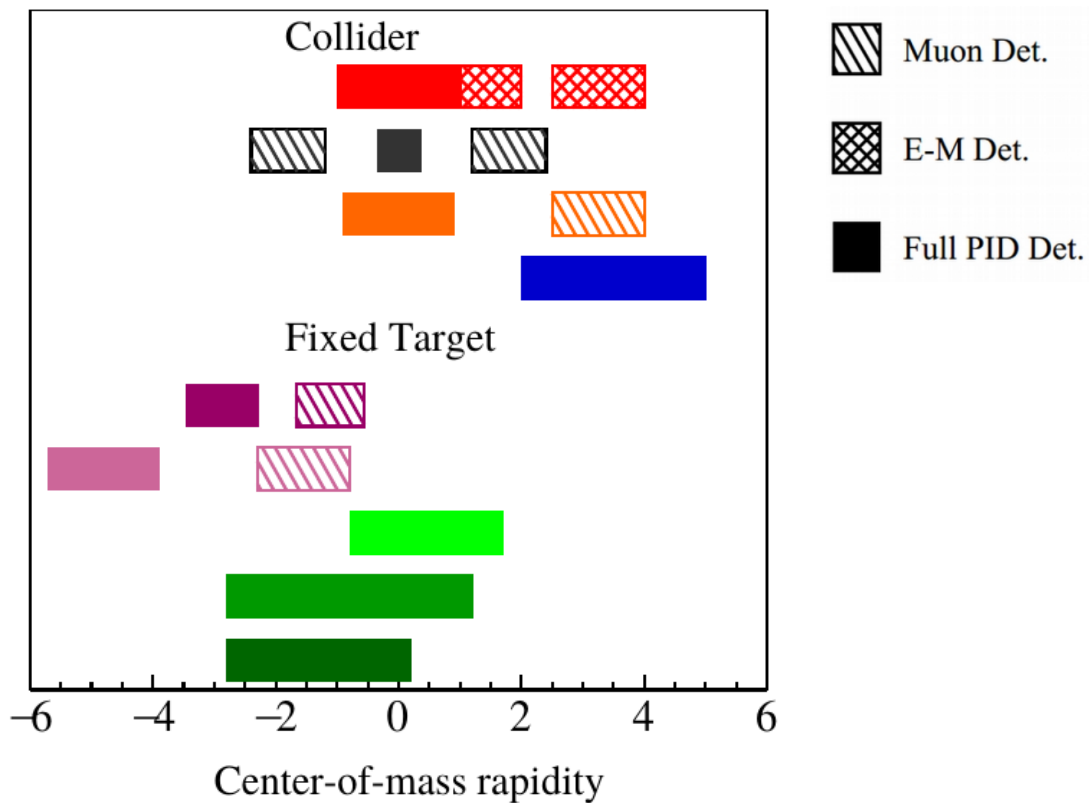 Collider
Muon Det.
E-M Det.
Full PID Det.
Fixed Target
−6 −4 −2 0 2 4 6
Center-of-mass rapidity